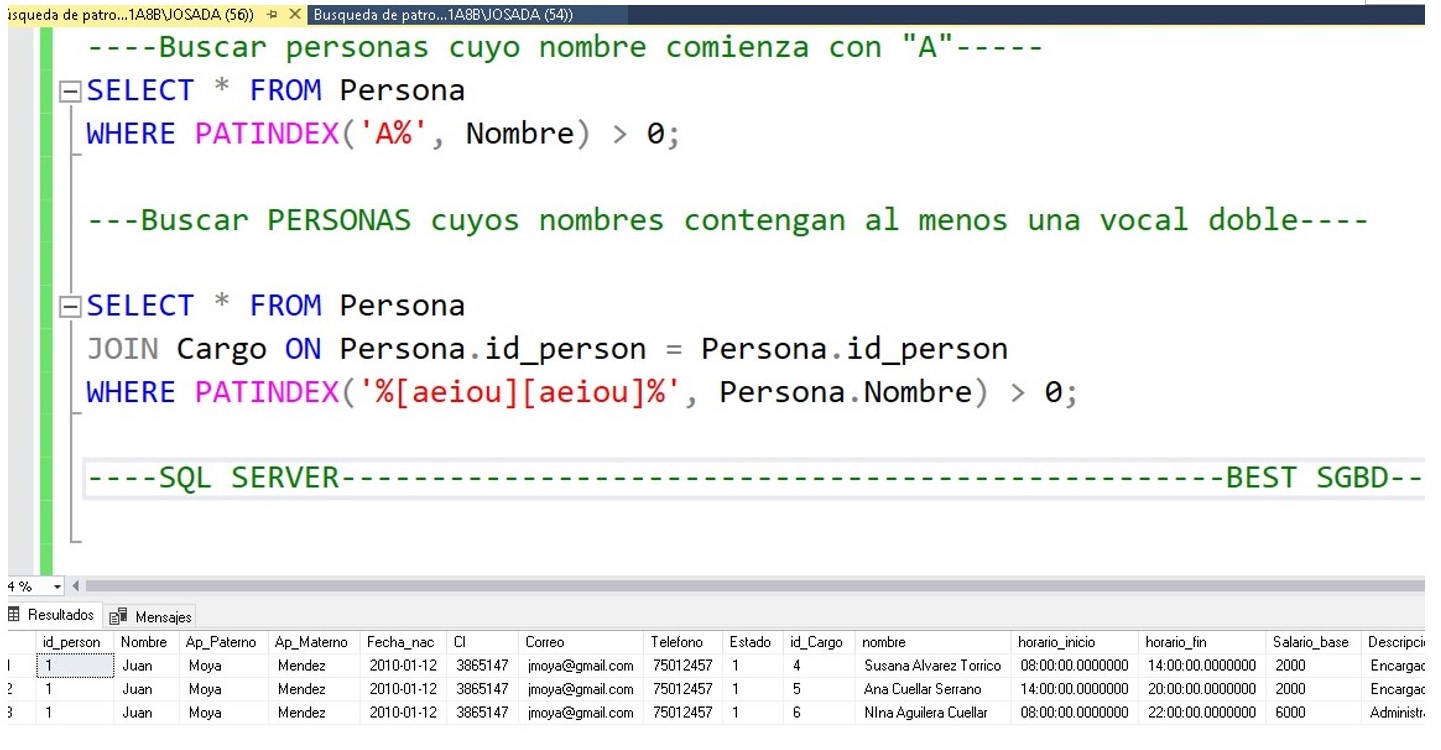 úsqueda de patro...1A8B\JOSADA (56)) Busqueda de patro...1A8B\JOSADA (54))
----Buscar personas cuyo nombre comienza con "A"-----
SELECT * FROM Persona
WHERE PATINDEX('A%', Nombre) > 0;
---Buscar PERSONAS cuyos nombres contengan al menos una vocal doble----
SELECT * FROM Persona
JOIN Cargo ON Persona.id_person = Persona.id_person
WHERE PATINDEX('%[aeiou][aeiou]%', Persona.Nombre) > 0;
----SQL SERVER-------------------------------------------------BEST SGBD--
4 %
Resultados Mensajes
id_person Nombre Ap_Paterno Ap_Materno Fecha_nac CI Correo Telefono Estado id_Cargo nombre horario_inicio horario_fin Salario_base Descripci
1 1 Juan Moya Mendez 2010-01-12 3865147 jmoya@gmail.com 75012457 1 4 Susana Alvarez Torrico 08:00:00.0000000 14:00:00.0000000 2000 Encargad
2 1 Juan Moya Mendez 2010-01-12 3865147 jmoya@gmail.com 75012457 1 5 Ana Cuellar Serrano 14:00:00.0000000 20:00:00.0000000 2000 Encargad
3 1 Juan Moya Mendez 2010-01-12 3865147 jmoya@gmail.com 75012457 1 6 NIna Aguilera Cuellar 08:00:00.0000000 22:00:00.0000000 6000 Administr